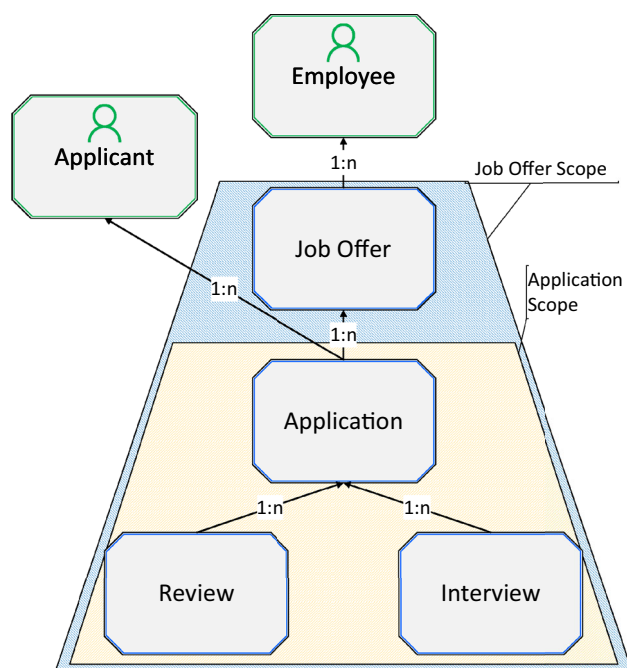 Employee
Applicant
1:n
Job Offer Scope
Job Offer
Application
Scope
1:n
1:n
Application
1:n
1:n
Review
Interview